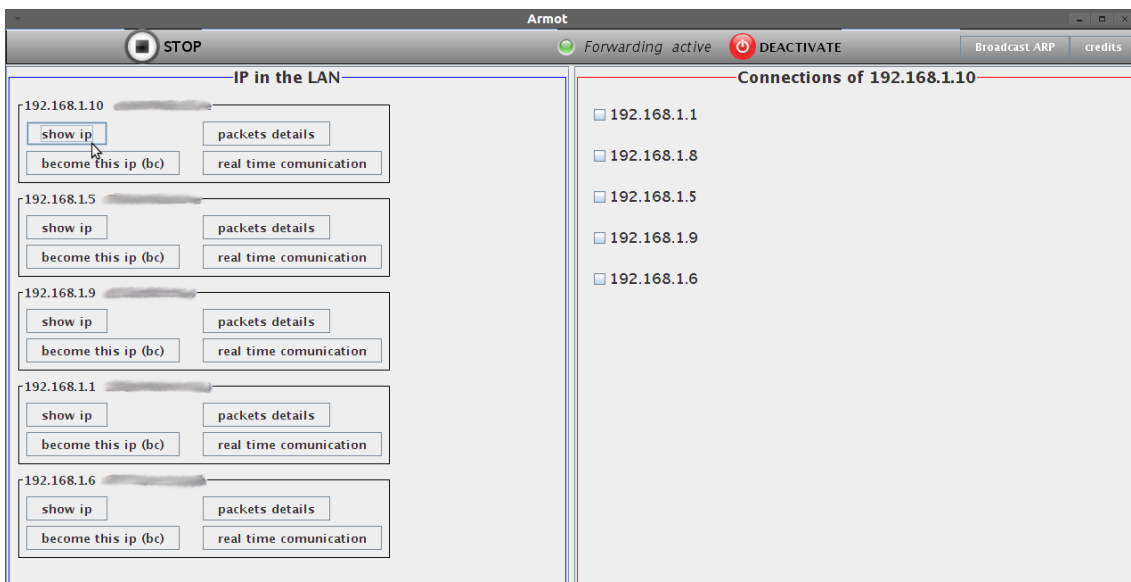 Armot
STOP
Forwarding active
DEACTIVATE
Broadcast ARP
credits
IP in the LAN
192.168.1.10
show ip
packets details
become this ip (bc)
real time comunication
192.168.1.5
show ip
packets details
become this ip (bc)
real time comunication
192.168.1.9
show ip
packets details
become this ip (bc)
real time comunication
192.168.1.1
show ip
packets details
become this ip (bc)
real time comunication
192.168.1.6
show ip
packets details
become this ip (bc)
real time comunication
Connections of 192.168.1.10
192.168.1.1
192.168.1.8
192.168.1.5
192.168.1.9
192.168.1.6